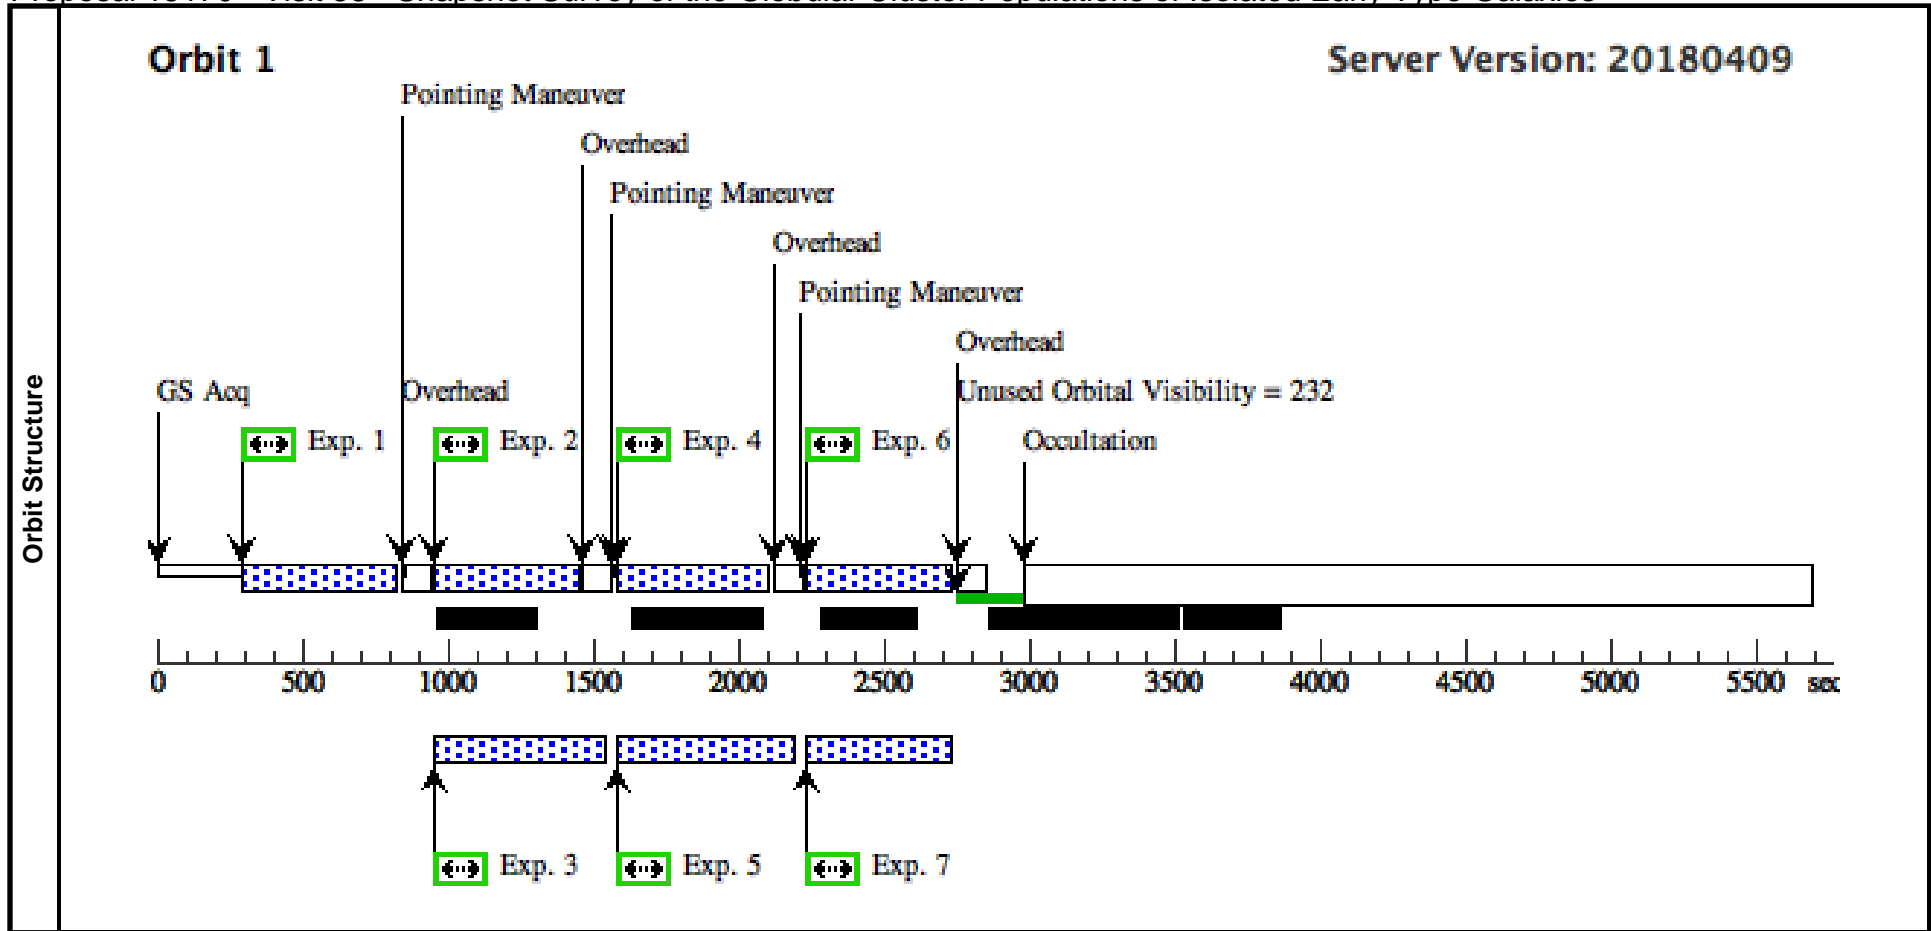 Orbit 1
Server Version: 20180409
Pointing Maneuver
Overhead
Pointing Maneuver
Overhead
Pointing Maneuver
Overhead
GS Acq
Overhead
Unused Orbital Visibility = 232
Exp. 1
Exp. 2
Exp. 4
Exp. 6
Occultation
Orbit Structure
0 500 1000 1500 2000 2500 3000 3500 4000 4500 5000 5500 sec
Exp. 3
Exp. 5
Exp. 7